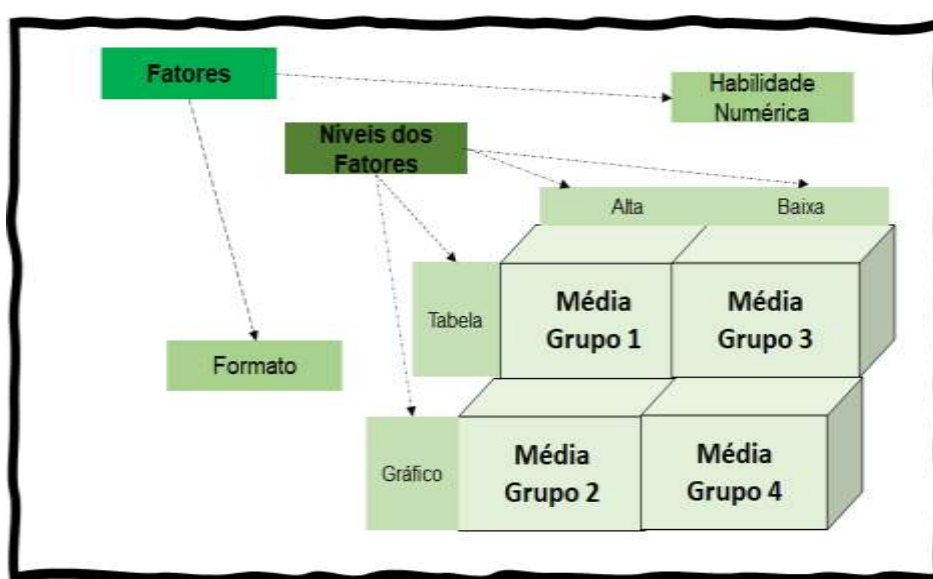 Fatores
Habilidade
Numérica
Níveis dos
Fatores
Alta
Baixa
Tabela
Média
Grupo 1
Média
Grupo 3
Formato
Gráfico
Média
Grupo 2
Média
Grupo 4